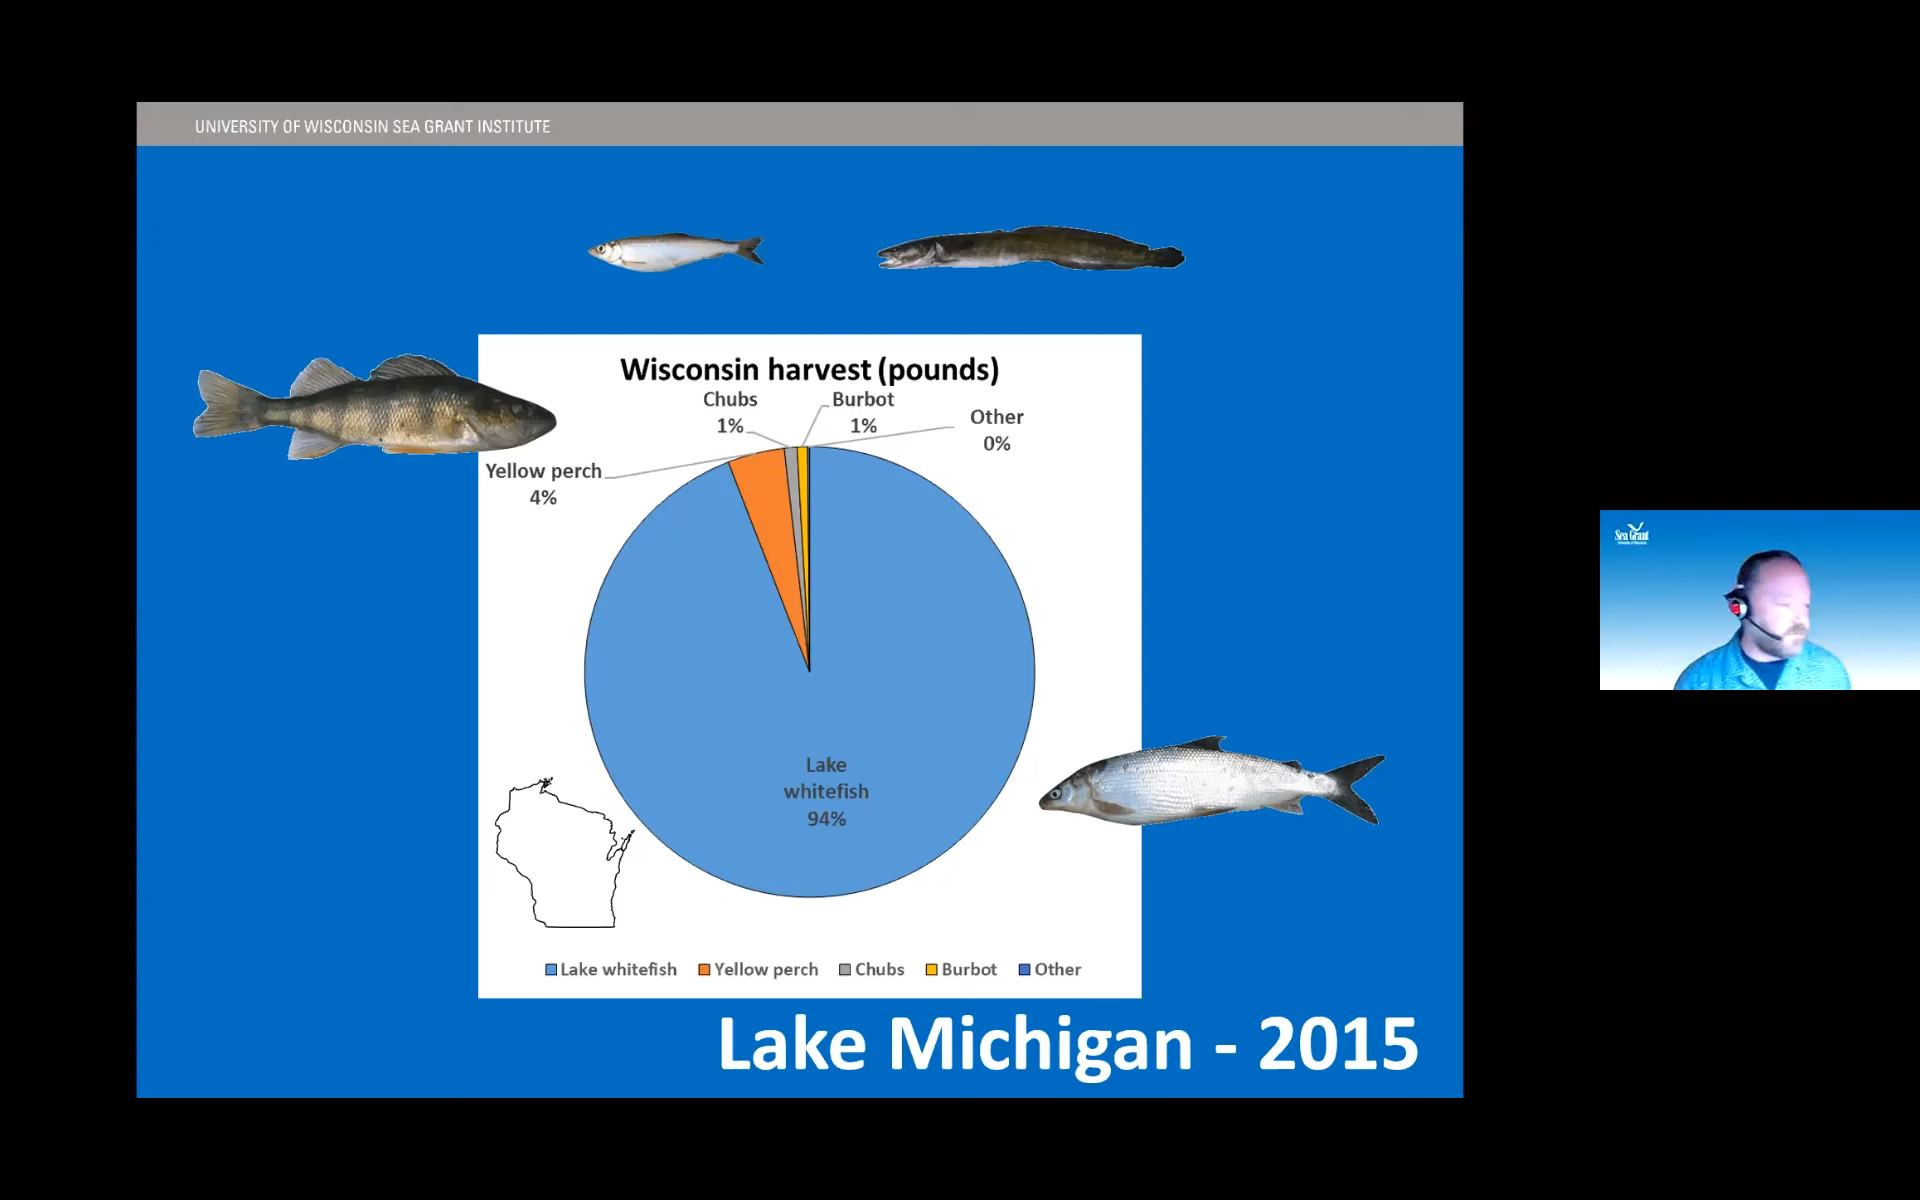 UNIVERSITY OF WISCONSIN SEA GRANT INSTITUTE
Wisconsin harvest (pounds)
Chubs
1%
Burbot
1%
Other
0%
Yellow perch
4%
Lake
whitefish
94%
Lake whitefish
Yellow perch
Chubs
Burbot
Other
Lake Michigan - 2015
Sea Grant